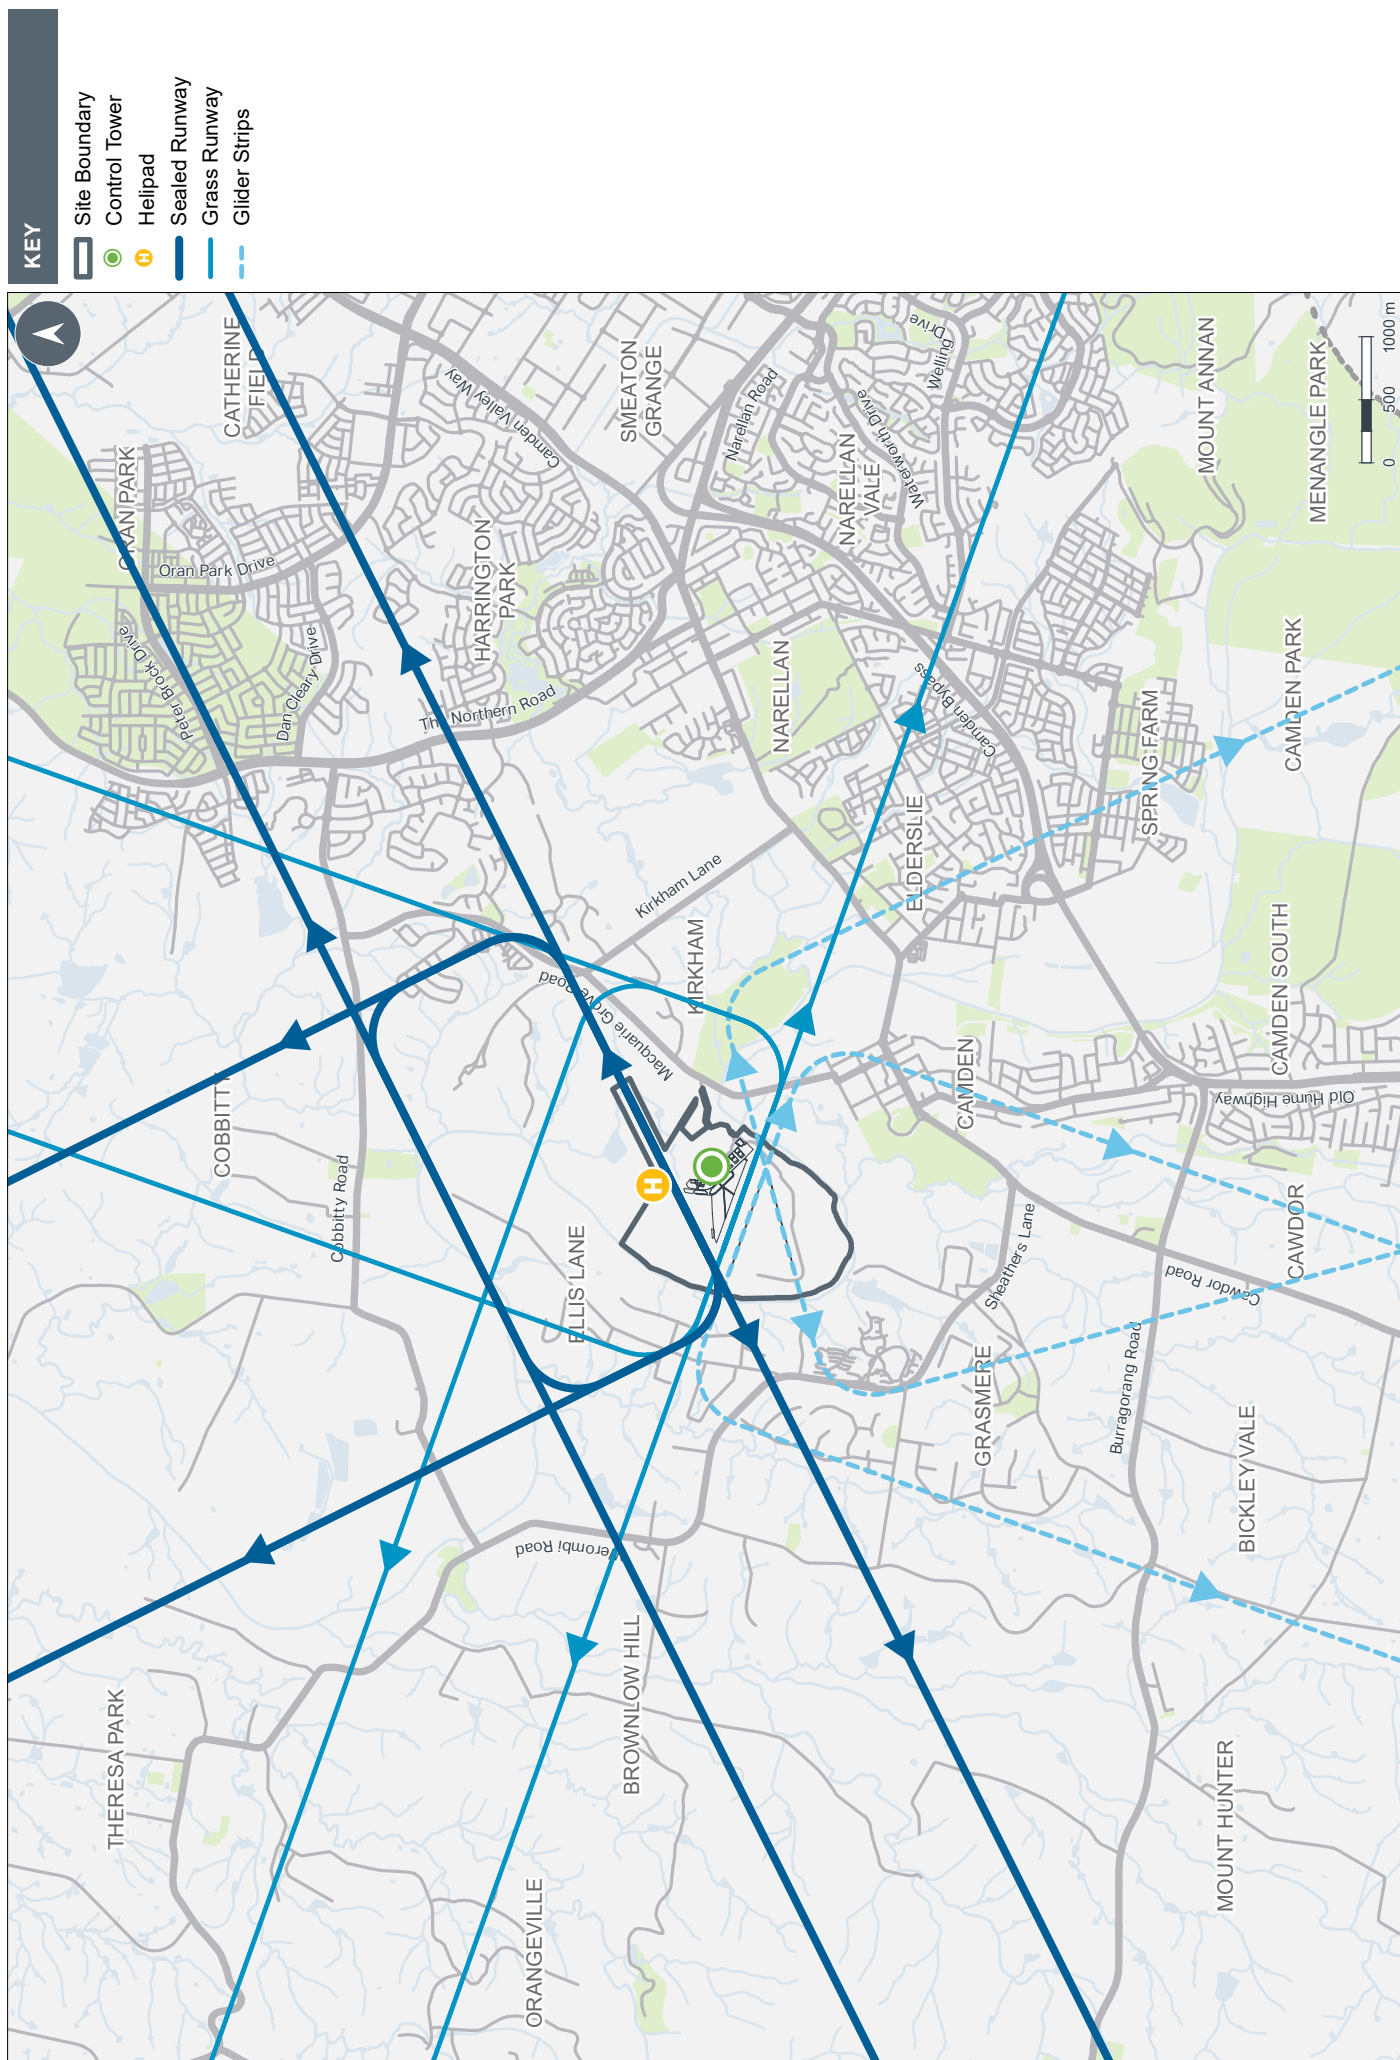 KEY
Site Boundary
Control Tower
H
Helipad
Sealed Runway
Grass Runway
Glider Strips
THERESA PARK
COBBITTY
ORAN PARK
CATHERINE
FIELD
Peter Brock Drive
Oran Park Drive
Dan Cleary Drive
Cobbitty Road
The Northern Road
HARRINGTON
PARK
Camden Valley Way
ORANGEVILLE
Werombi Road
ELLIS LANE
Macquarie Grove Road
BROWNLOW HILL
H
Kirkham Lane
KIRKHAM
SMEATON
GRANGE
Narellan Road
NARELLAN
NARELLAN
VALE
Waterworth Drive
Welling
Drive
ELDERSLIE
Camden Bypass
CAMDEN
GRASMERE
Sheathers Lane
Burragorang Road
Cawdor Road
SPRING FARM
MOUNT ANNAN
MOUNT HUNTER
BICKLEY VALE
CAWDOR
Old Hume Highway
CAMDEN SOUTH
CAMDEN PARK
MENANGLE PARK
0
500
1000 m